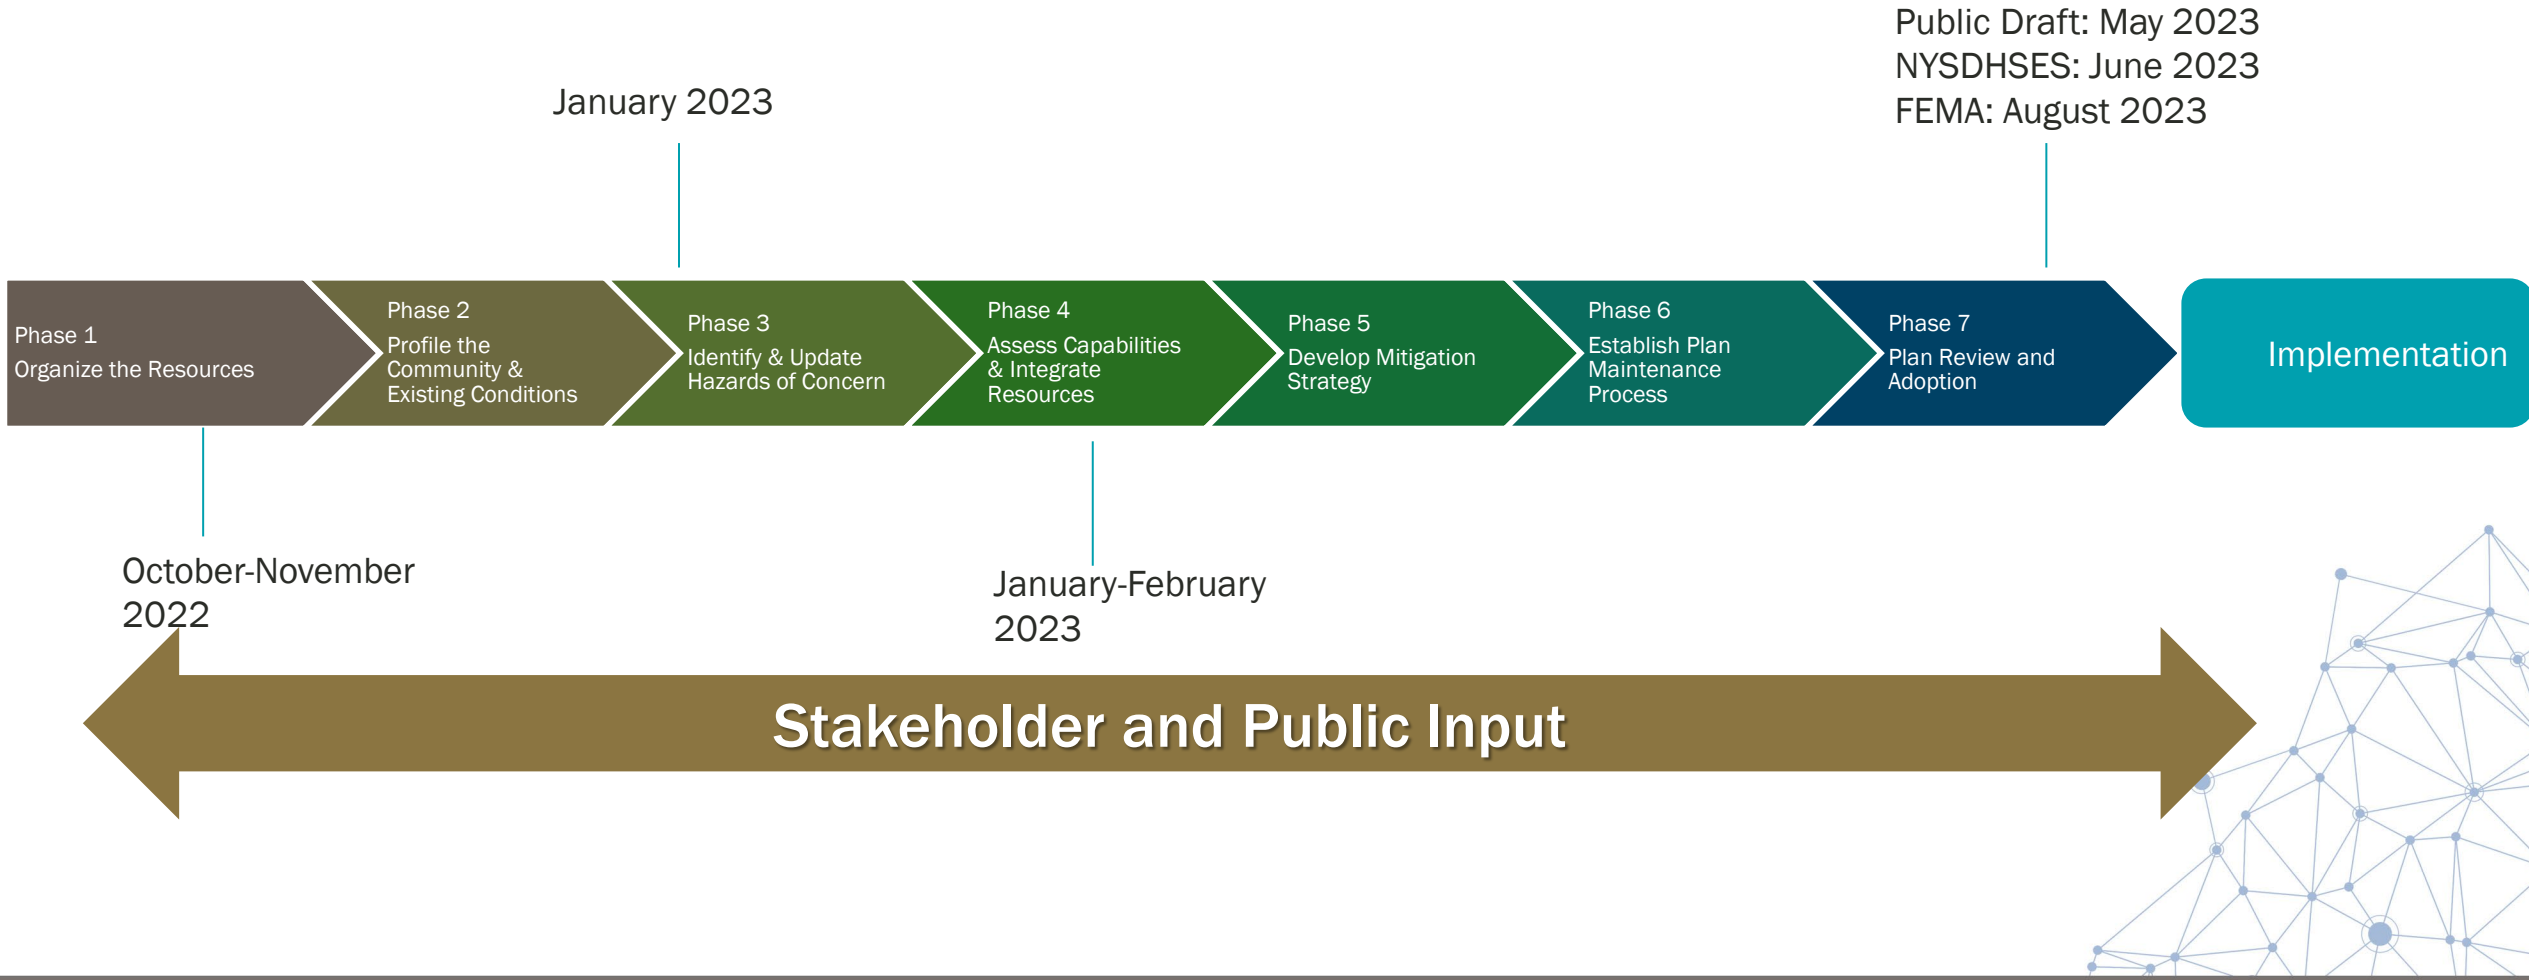 Public Draft: May 2023
NYSDHSES: June 2023
FEMA: August 2023
January 2023
Phase 1
Organize the Resources
Phase 2
Profile the
Community &
Existing Conditions
Phase 3
Identify & Update
Hazards of Concern
Phase 4
Assess Capabilities
& Integrate
Resources
Phase 5
Develop Mitigation
Strategy
Phase 6
Establish Plan
Maintenance
Process
Phase 7
Plan Review and
Adoption
Implementation
October-November
2022
January-February
2023
Stakeholder and Public Input